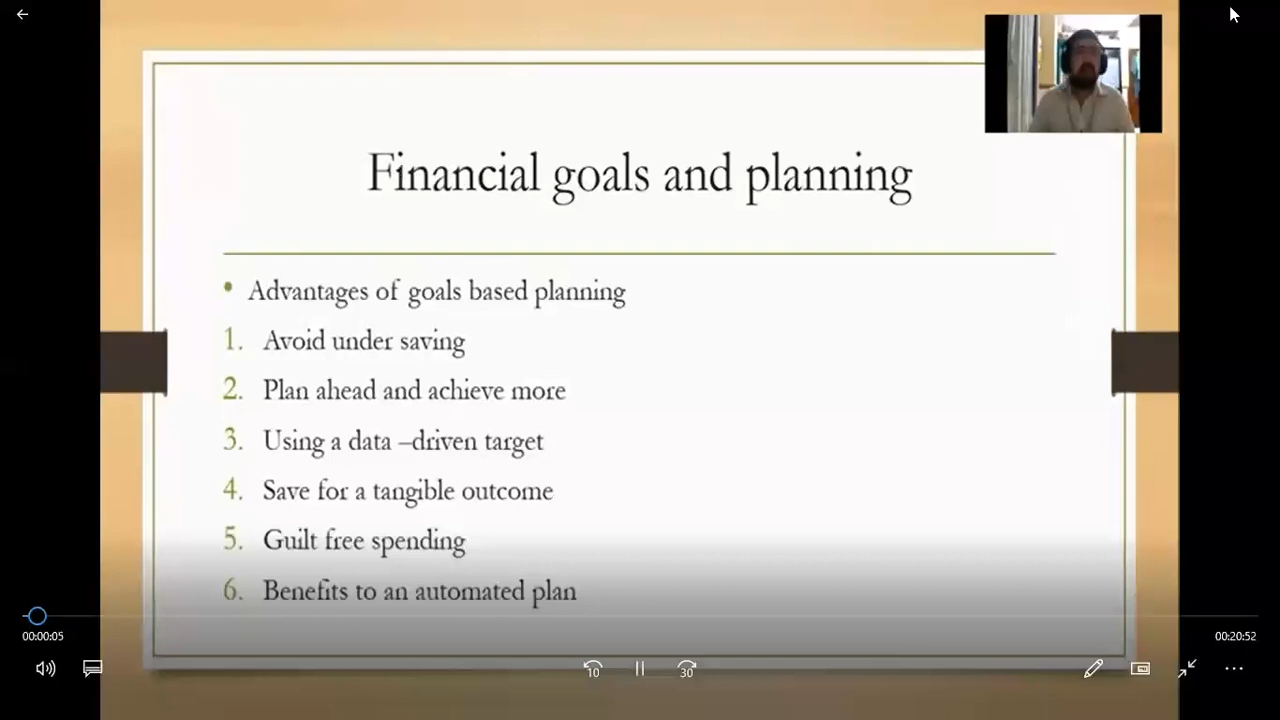 Financial goals and planning
• Advantages of goals based planning
1. Avoid under saving
2. Plan ahead and achieve more
3. Using a data –driven target
4. Save for a tangible outcome
5. Guilt free spending
6. Benefits to an automated plan
00:00:05
00:20:52
10
30